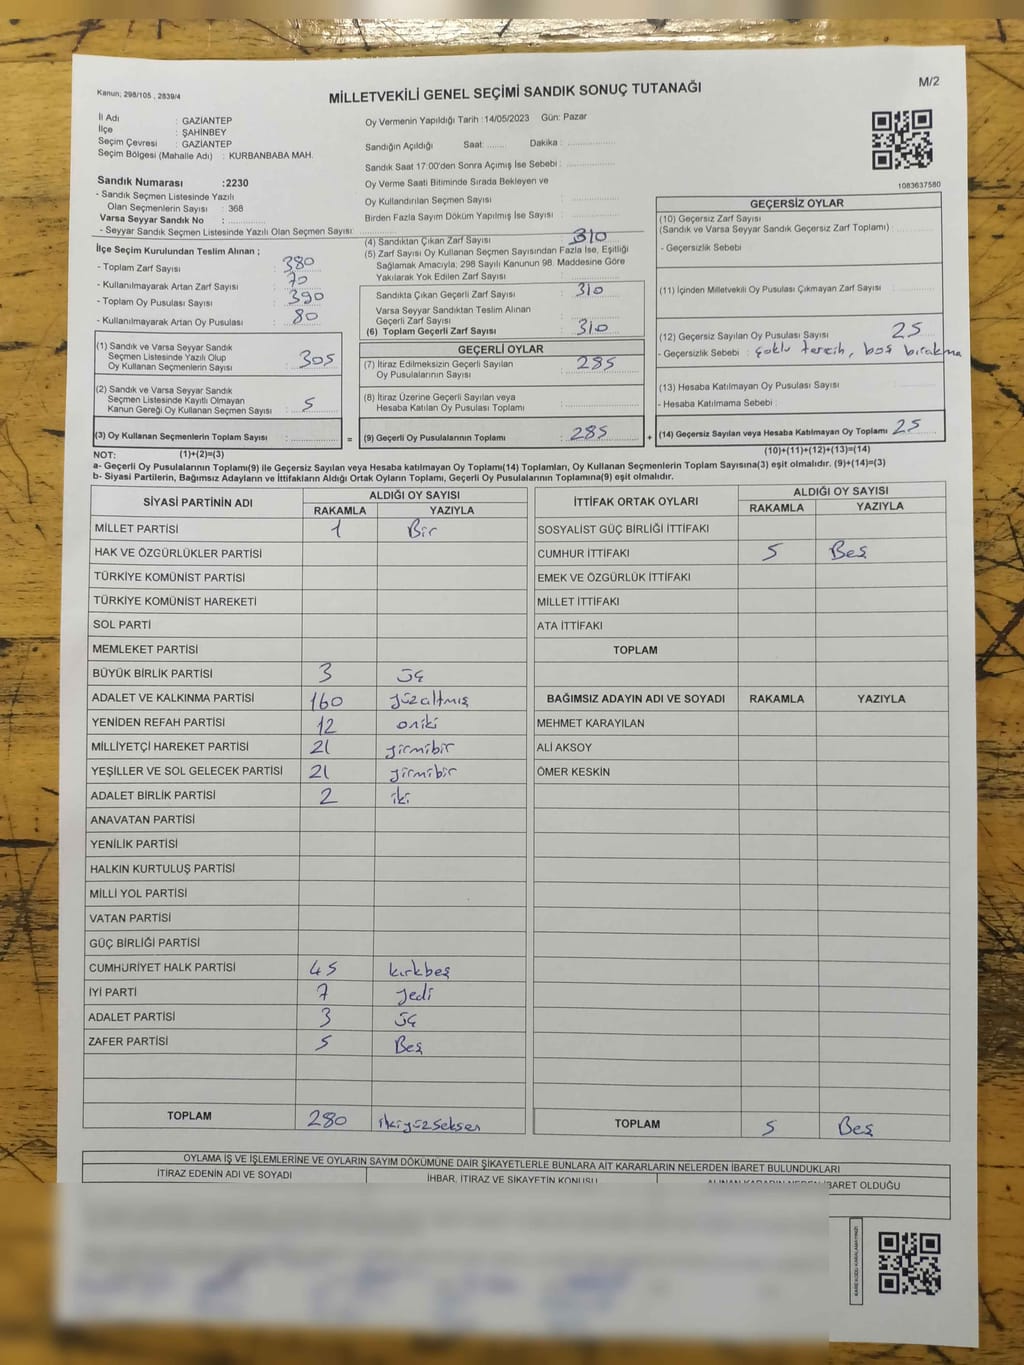 Kanun; 298/105 , 2839/4
MİLLETVEKİLİ GENEL SEÇİMİ SANDIK SONUÇ TUTANAĞI
M/2
İl Adı : GAZİANTEP
İlçe : ŞAHİNBEY
Seçim Çevresi : GAZİANTEP
Seçim Bölgesi (Mahalle Adı) : KURBANBABA MAH.
Sandık Numarası :2230
- Sandık Seçmen Listesinde Yazılı
Olan Seçmenlerin Sayısı : 368
Varsa Seyyar Sandık No :
- Seyyar Sandık Seçmen Listesinde Yazılı Olan Seçmen Sayısı:
Oy Vermenin Yapıldığı Tarih :14/05/2023 Gün: Pazar
Sandığın Açıldığı Saat: Dakika :
Sandık Saat 17:00'den Sonra Açımış İse Sebebi :
Oy Verme Saati Bitiminde Sırada Bekleyen ve
Oy Kullandırılan Seçmen Sayısı :
Birden Fazla Sayım Döküm Yapılmış İse Sayısı :
1083637580
İlçe Seçim Kurulundan Teslim Alınan ;
- Toplam Zarf Sayısı : 380
- Kullanılmayarak Artan Zarf Sayısı : 70
- Toplam Oy Pusulası Sayısı : 390
- Kullanılmayarak Artan Oy Pusulası : 80
(1) Sandık ve Varsa Seyyar Sandık
Seçmen Listesinde Yazılı Olup
Oy Kullanan Seçmenlerin Sayısı : 305
(2) Sandık ve Varsa Seyyar Sandık
Seçmen Listesinde Kayıtlı Olmayan
Kanun Gereği Oy Kullanan Seçmen Sayısı : 5
(3) Oy Kullanan Seçmenlerin Toplam Sayısı :
(4) Sandıktan Çıkan Zarf Sayısı : 310
(5) Zarf Sayısı Oy Kullanan Seçmen Sayısından Fazla İse, Eşitliği
Sağlamak Amacıyla; 298 Sayılı Kanunun 98. Maddesine Göre
Yakılarak Yok Edilen Zarf Sayısı :
Sandıkta Çıkan Geçerli Zarf Sayısı : 310
Varsa Seyyar Sandıktan Teslim Alınan
Geçerli Zarf Sayısı :
(6) Toplam Geçerli Zarf Sayısı : 310
GEÇERLİ OYLAR
(7) İtiraz Edilmeksizin Geçerli Sayılan
Oy Pusulalarının Sayısı : 285
(8) İtiraz Üzerine Geçerli Sayılan veya
Hesaba Katılan Oy Pusulası Toplamı :
= (9) Geçerli Oy Pusulalarının Toplamı : 285 +
GEÇERSİZ OYLAR
(10) Geçersiz Zarf Sayısı
(Sandık ve Varsa Seyyar Sandık Geçersiz Zarf Toplamı) :
- Geçersizlik Sebebi :
(11) İçinden Milletvekili Oy Pusulası Çıkmayan Zarf Sayısı :
(12) Geçersiz Sayılan Oy Pusulası Sayısı : 25
- Geçersizlik Sebebi : çoklu tercih, boş bırakma
(13) Hesaba Katılmayan Oy Pusulası Sayısı :
- Hesaba Katılmama Sebebi :
(14) Geçersiz Sayılan veya Hesaba Katılmayan Oy Toplamı : 25
NOT: (1)+(2)=(3)
(10)+(11)+(12)+(13)=(14)
a- Geçerli Oy Pusulalarının Toplamı(9) ile Geçersiz Sayılan veya Hesaba katılmayan Oy Toplamı(14) Toplamları, Oy Kullanan Seçmenlerin Toplam Sayısına(3) eşit olmalıdır. (9)+(14)=(3)
b- Siyasi Partilerin, Bağımsız Adayların ve İttifakların Aldığı Ortak Oyların Toplamı, Geçerli Oy Pusulalarının Toplamına(9) eşit olmalıdır.
SİYASİ PARTİNİN ADI ALDIĞI OY SAYISI
RAKAMLA YAZIYLA
MİLLET PARTİSİ 1 Bir
HAK VE ÖZGÜRLÜKLER PARTİSİ
TÜRKİYE KOMÜNİST PARTİSİ
TÜRKİYE KOMÜNİST HAREKETİ
SOL PARTİ
MEMLEKET PARTİSİ
BÜYÜK BİRLİK PARTİSİ 3 üç
ADALET VE KALKINMA PARTİSİ 160 yüzaltmış
YENİDEN REFAH PARTİSİ 12 oniki
MİLLİYETÇİ HAREKET PARTİSİ 21 yirmibir
YEŞİLLER VE SOL GELECEK PARTİSİ 21 yirmibir
ADALET BİRLİK PARTİSİ 2 iki
ANAVATAN PARTİSİ
YENİLİK PARTİSİ
HALKIN KURTULUŞ PARTİSİ
MİLLİ YOL PARTİSİ
VATAN PARTİSİ
GÜÇ BİRLİĞİ PARTİSİ
CUMHURİYET HALK PARTİSİ 45 kırkbeş
İYİ PARTİ 7 yedi
ADALET PARTİSİ 3 üç
ZAFER PARTİSİ 5 Beş
TOPLAM 280 ikiyüzseksen
İTTİFAK ORTAK OYLARI ALDIĞI OY SAYISI
RAKAMLA YAZIYLA
SOSYALİST GÜÇ BİRLİĞİ İTTİFAKI
CUMHUR İTTİFAKI 5 Beş
EMEK VE ÖZGÜRLÜK İTTİFAKI
MİLLET İTTİFAKI
ATA İTTİFAKI
TOPLAM
BAĞIMSIZ ADAYIN ADI VE SOYADI RAKAMLA YAZIYLA
MEHMET KARAYILAN
ALİ AKSOY
ÖMER KESKİN
TOPLAM 5 Beş
OYLAMA İŞ VE İŞLEMLERİNE VE OYLARIN SAYIM DÖKÜMÜNE DAİR ŞİKAYETLERLE BUNLARA AİT KARARLARIN NELERDEN İBARET BULUNDUKLARI
İTİRAZ EDENİN ADI VE SOYADI İHBAR, İTİRAZ VE ŞİKAYETİN KONUSU ALINAN KARARIN NEDEN İBARET OLDUĞU
KARE KODU KARALAMAYINIZ!